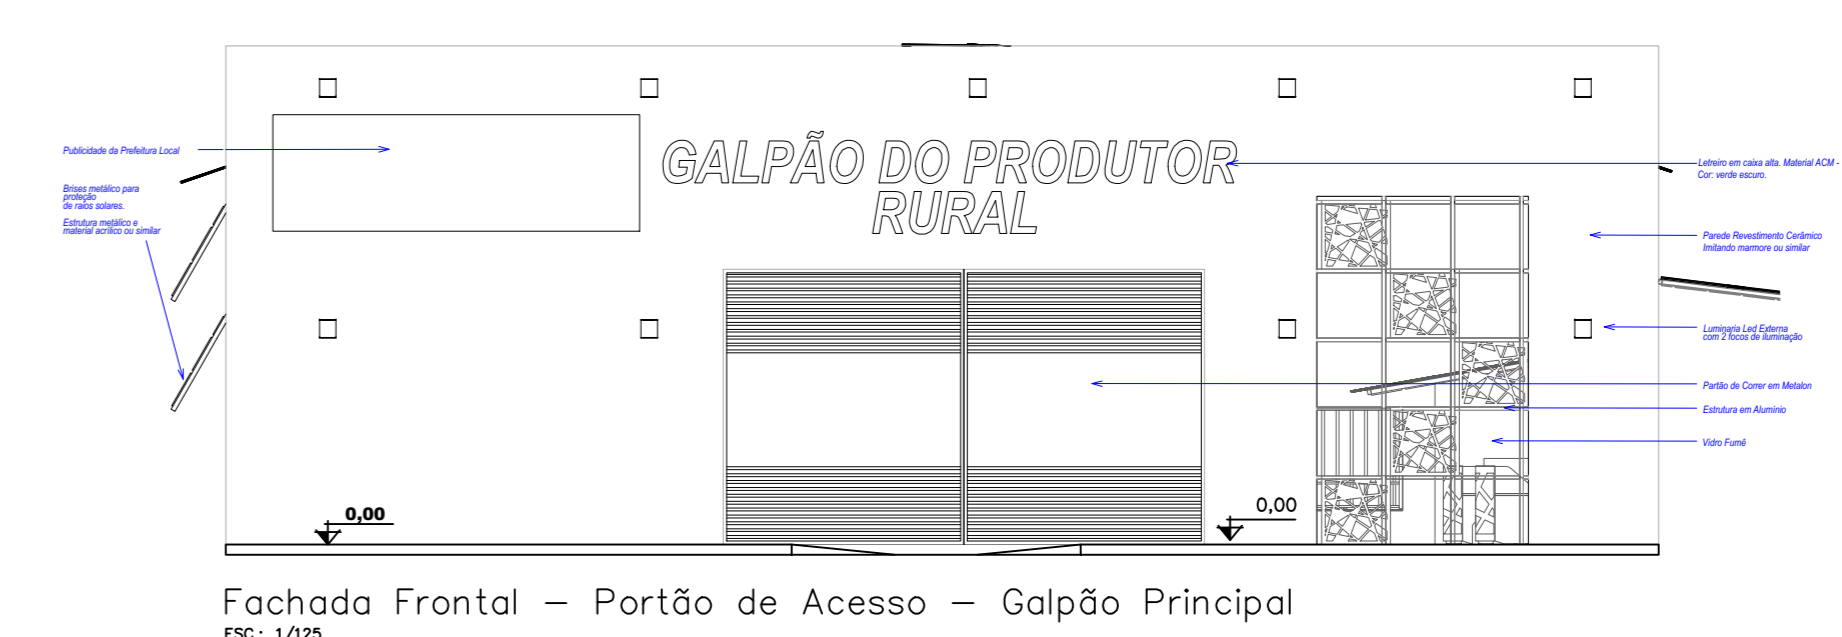 Publicidade da Prefeitura Local
Brises metálico para
proteção
de raios solares.
Estrutura metálico e
material acrílico ou similar
GALPÃO DO PRODUTOR
RURAL
Letreiro em caixa alta. Material ACM -
Cor: verde escuro.
Parede Revestimento Cerâmico
Imitando marmore ou similar
Luminaria Led Externa
com 2 focos de iluminação
Partão de Correr em Metalon
Estrutura em Alumínio
Vidro Fumê
0,00
0,00
Fachada Frontal – Portão de Acesso – Galpão Principal
ESC: 1/125